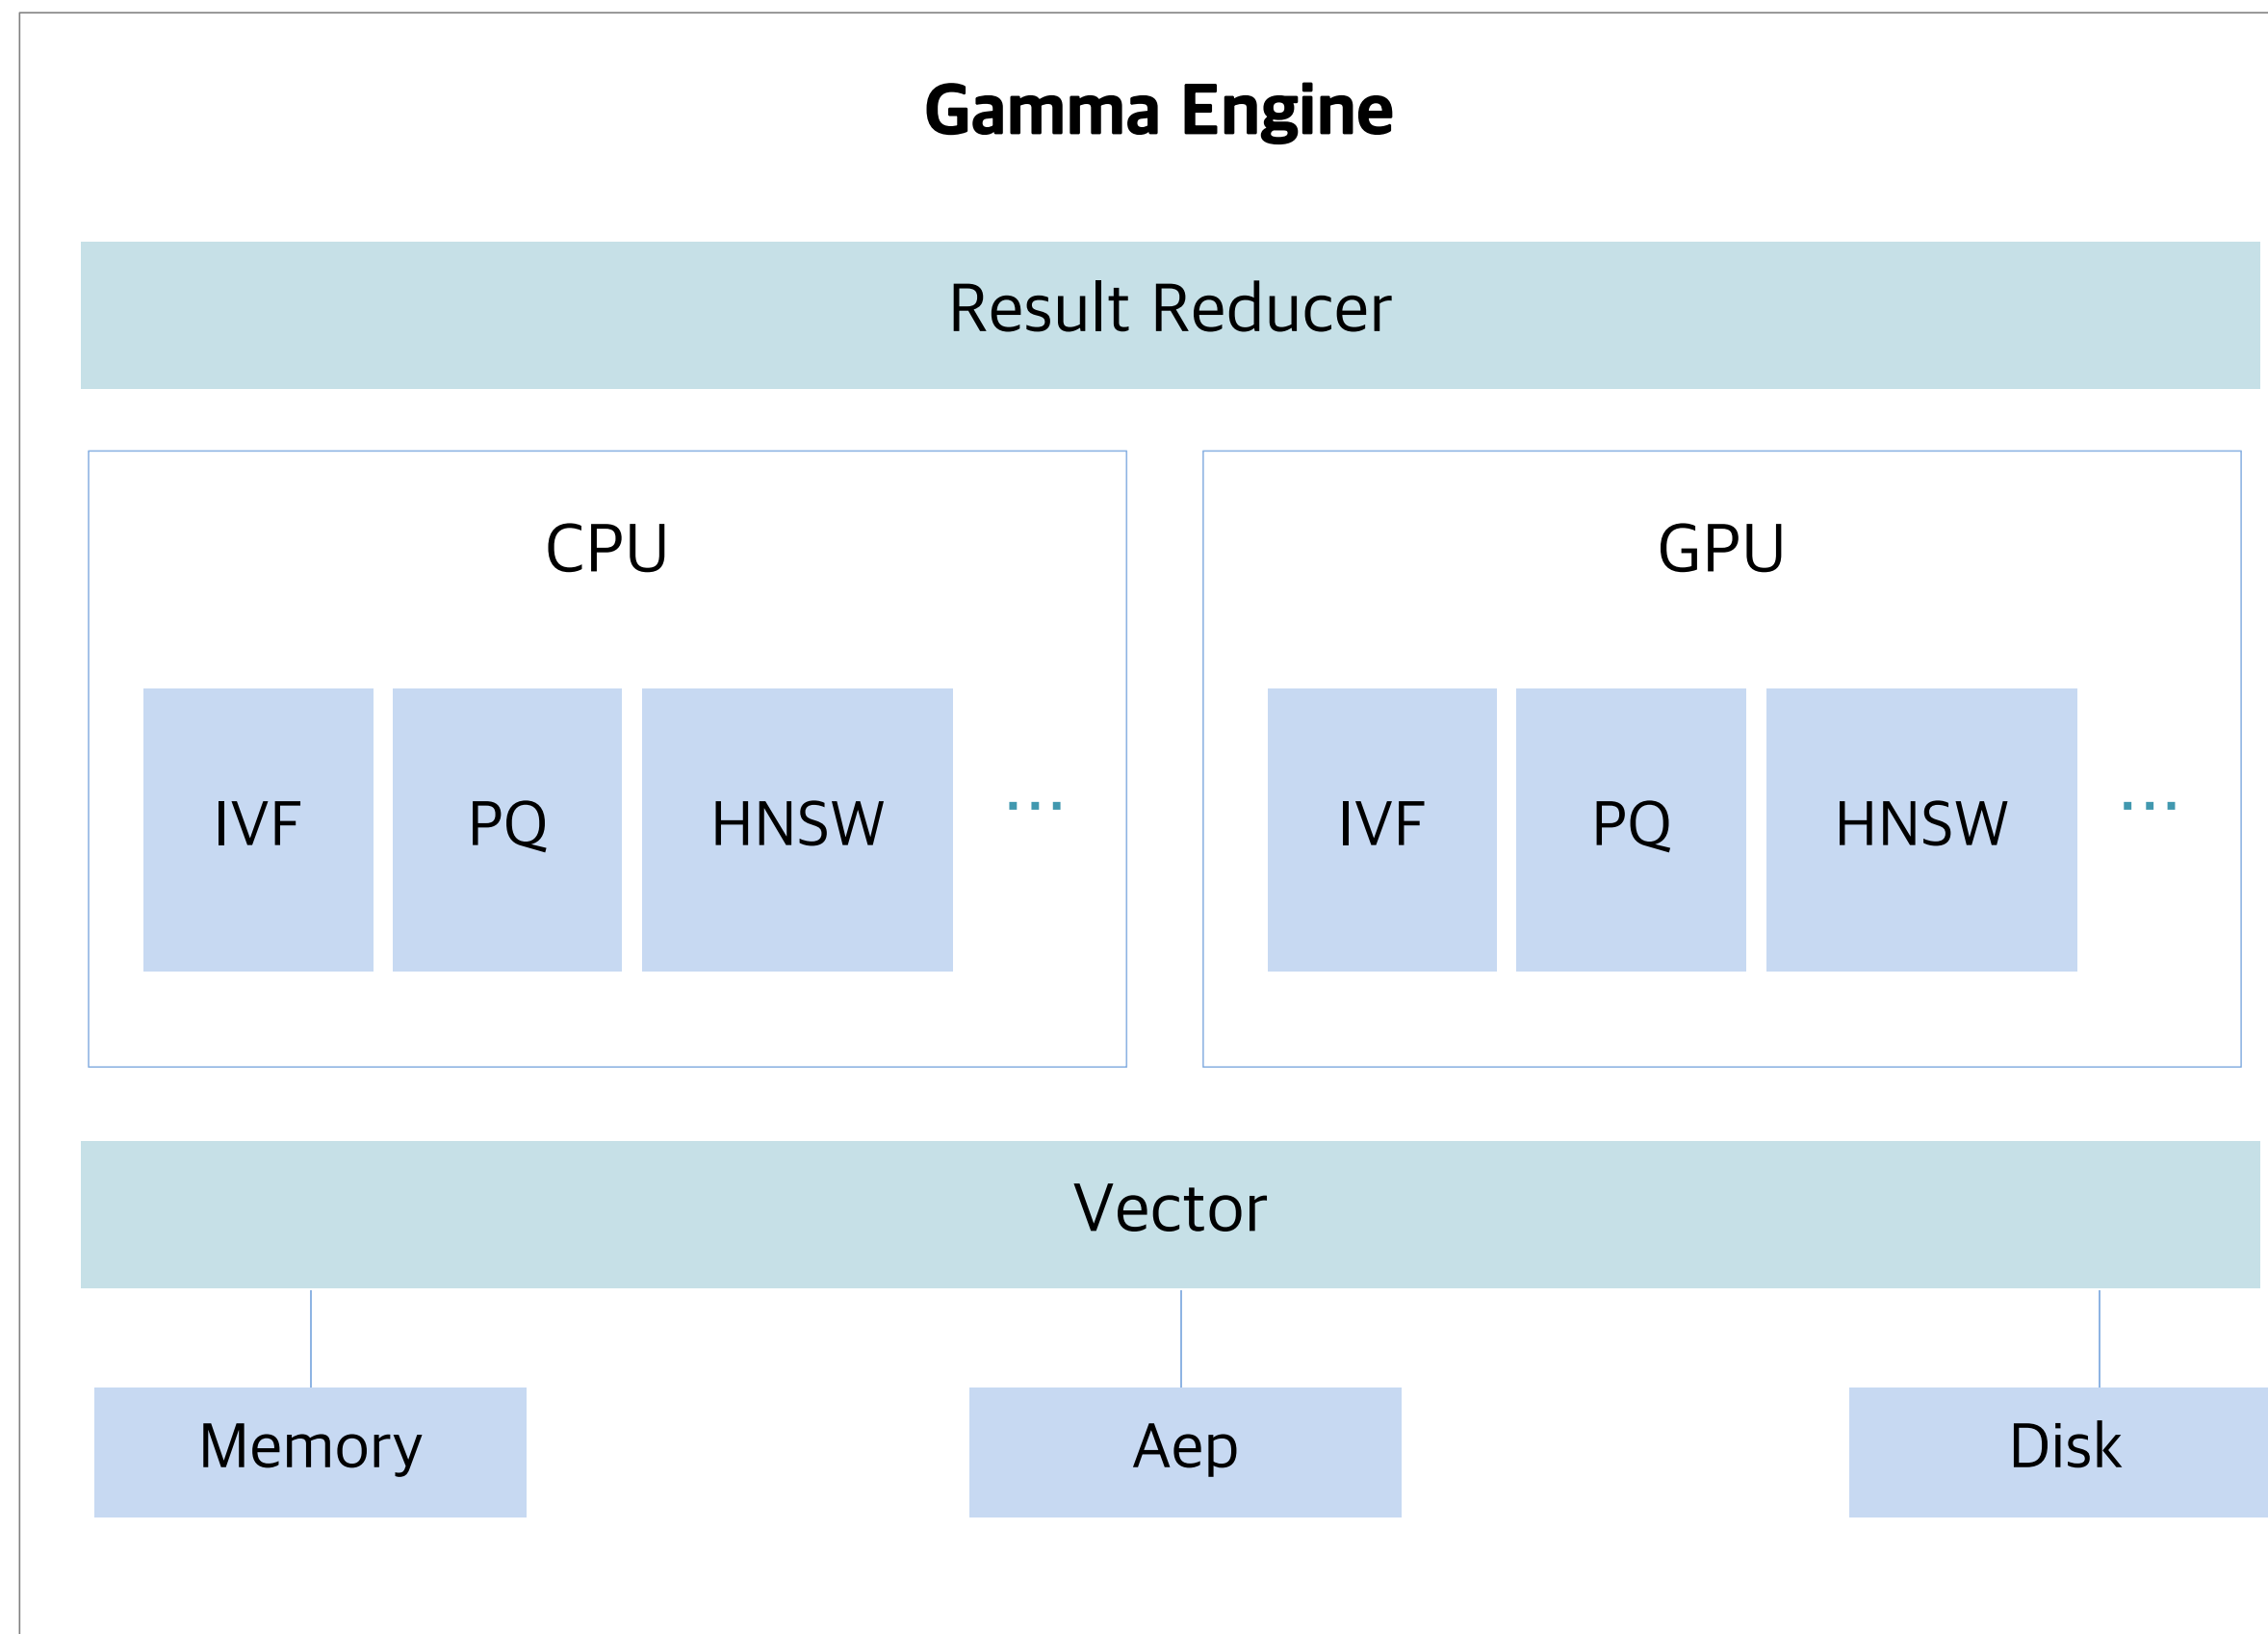 Gamma Engine
Result Reducer
CPU
IVF PQ HNSW ...
GPU
IVF PQ HNSW ...
Vector
Memory Aep Disk